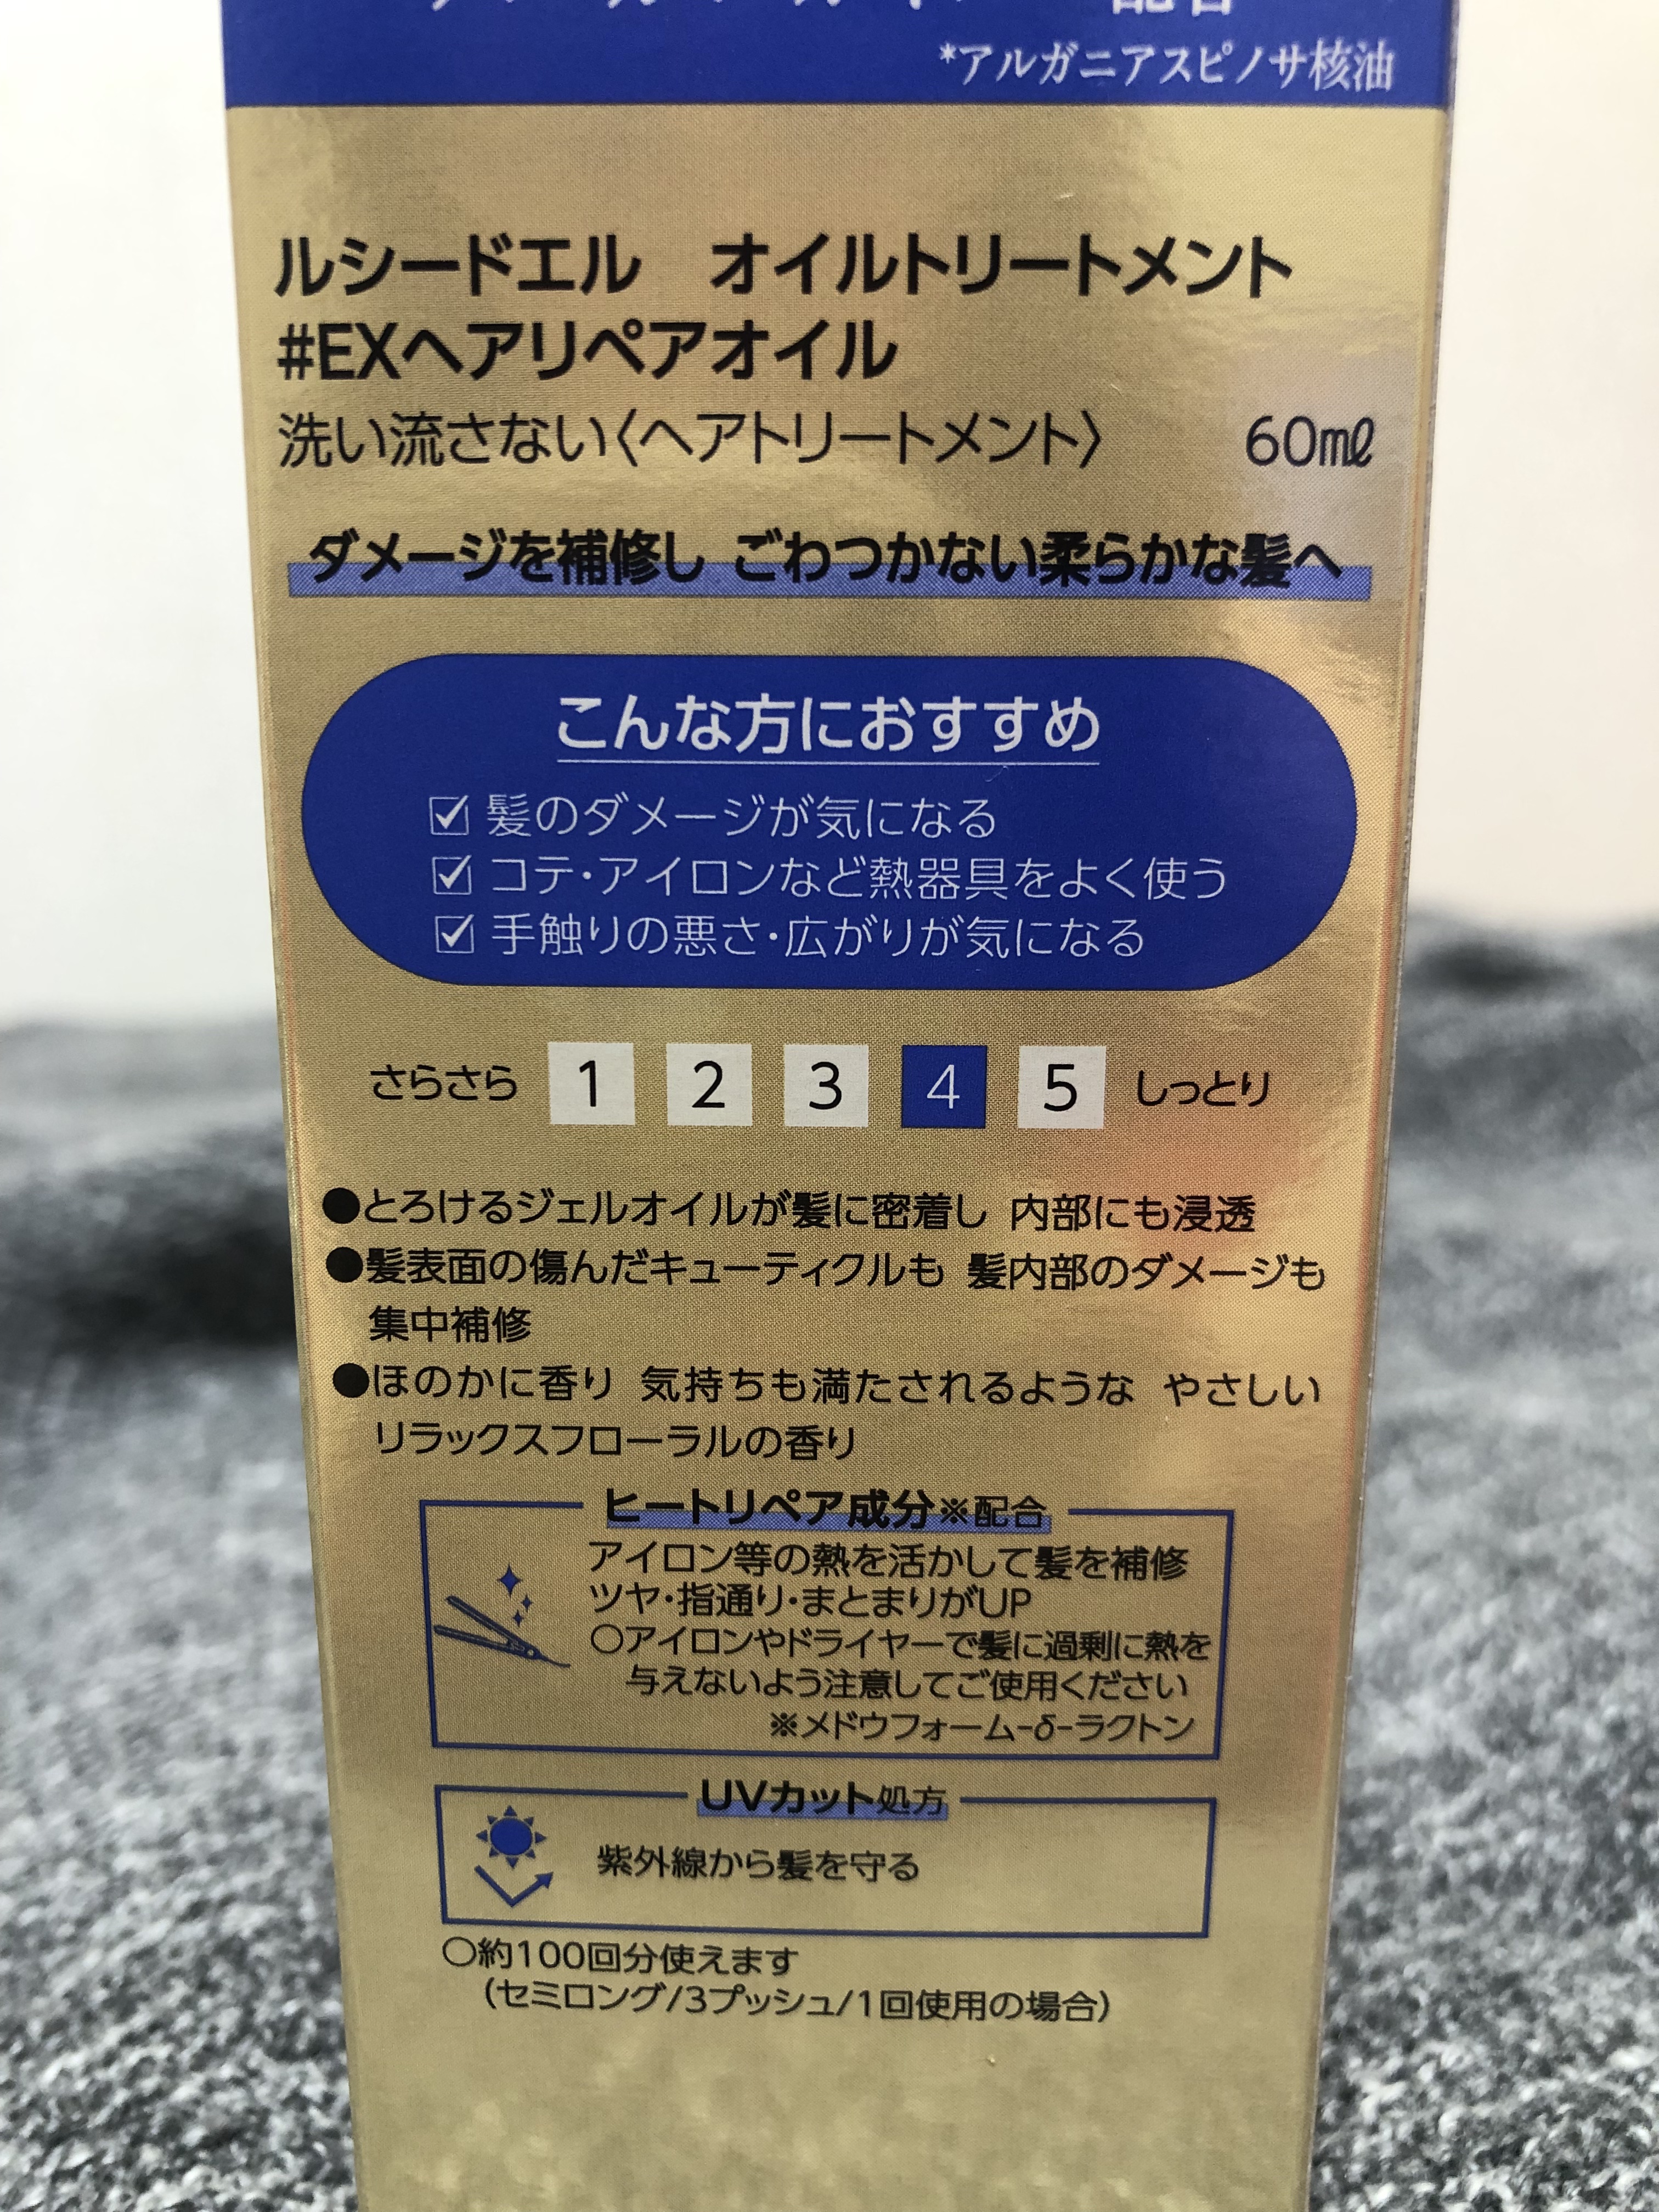 配合
*アルガニアスピノサ核油
ルシードエル　オイルトリートメント
#EXヘアリペアオイル
洗い流さない〈ヘアトリートメント〉 60㎖
ダメージを補修し ごわつかない柔らかな髪へ
こんな方におすすめ
☑ 髪のダメージが気になる
☑ コテ・アイロンなど熱器具をよく使う
☑ 手触りの悪さ・広がりが気になる
さらさら 1 2 3 4 5 しっとり
●とろけるジェルオイルが髪に密着し 内部にも浸透
●髪表面の傷んだキューティクルも 髪内部のダメージも
集中補修
●ほのかに香り 気持ちも満たされるような やさしい
リラックスフローラルの香り
ヒートリペア成分※配合
アイロン等の熱を活かして髪を補修
ツヤ・指通り・まとまりがUP
○アイロンやドライヤーで髪に過剰に熱を
与えないよう注意してご使用ください
※メドウフォーム-δ-ラクトン
UVカット処方
紫外線から髪を守る
○約100回分使えます
(セミロング/3プッシュ/1回使用の場合)